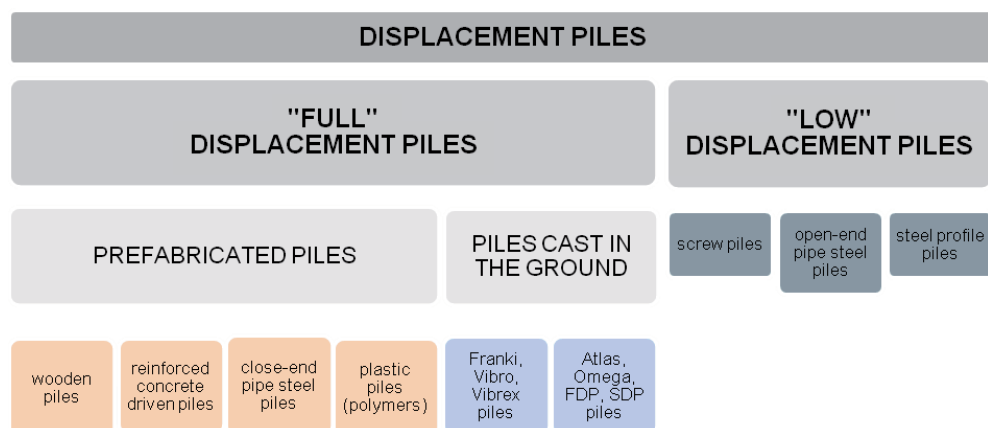 DISPLACEMENT PILES
"FULL"
DISPLACEMENT PILES
"LOW"
DISPLACEMENT PILES
PREFABRICATED PILES
PILES CAST IN
THE GROUND
screw piles
open-end
pipe steel
piles
steel profile
piles
wooden
piles
reinforced
concrete
driven piles
close-end
pipe steel
piles
plastic
piles
(polymers)
Franki,
Vibro,
Vibrex
piles
Atlas,
Omega,
FDP, SDP
piles